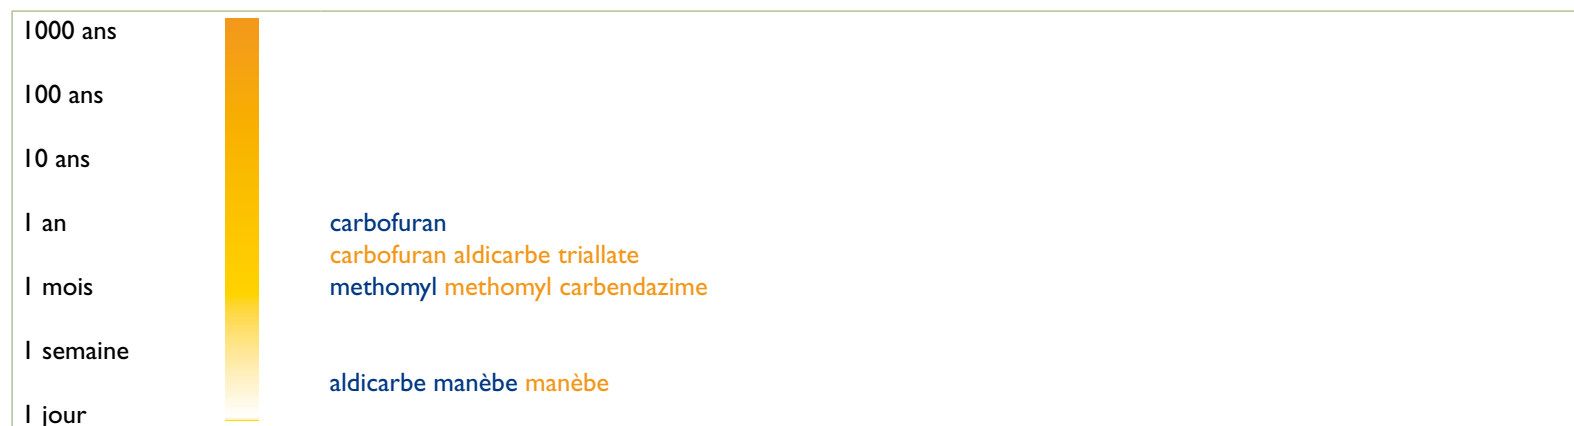 1000 ans
100 ans
10 ans
1 an carbofuran
carbofuran aldicarbe triallate
1 mois methomyl methomyl carbendazime
1 semaine
aldicarbe manèbe manèbe
1 jour